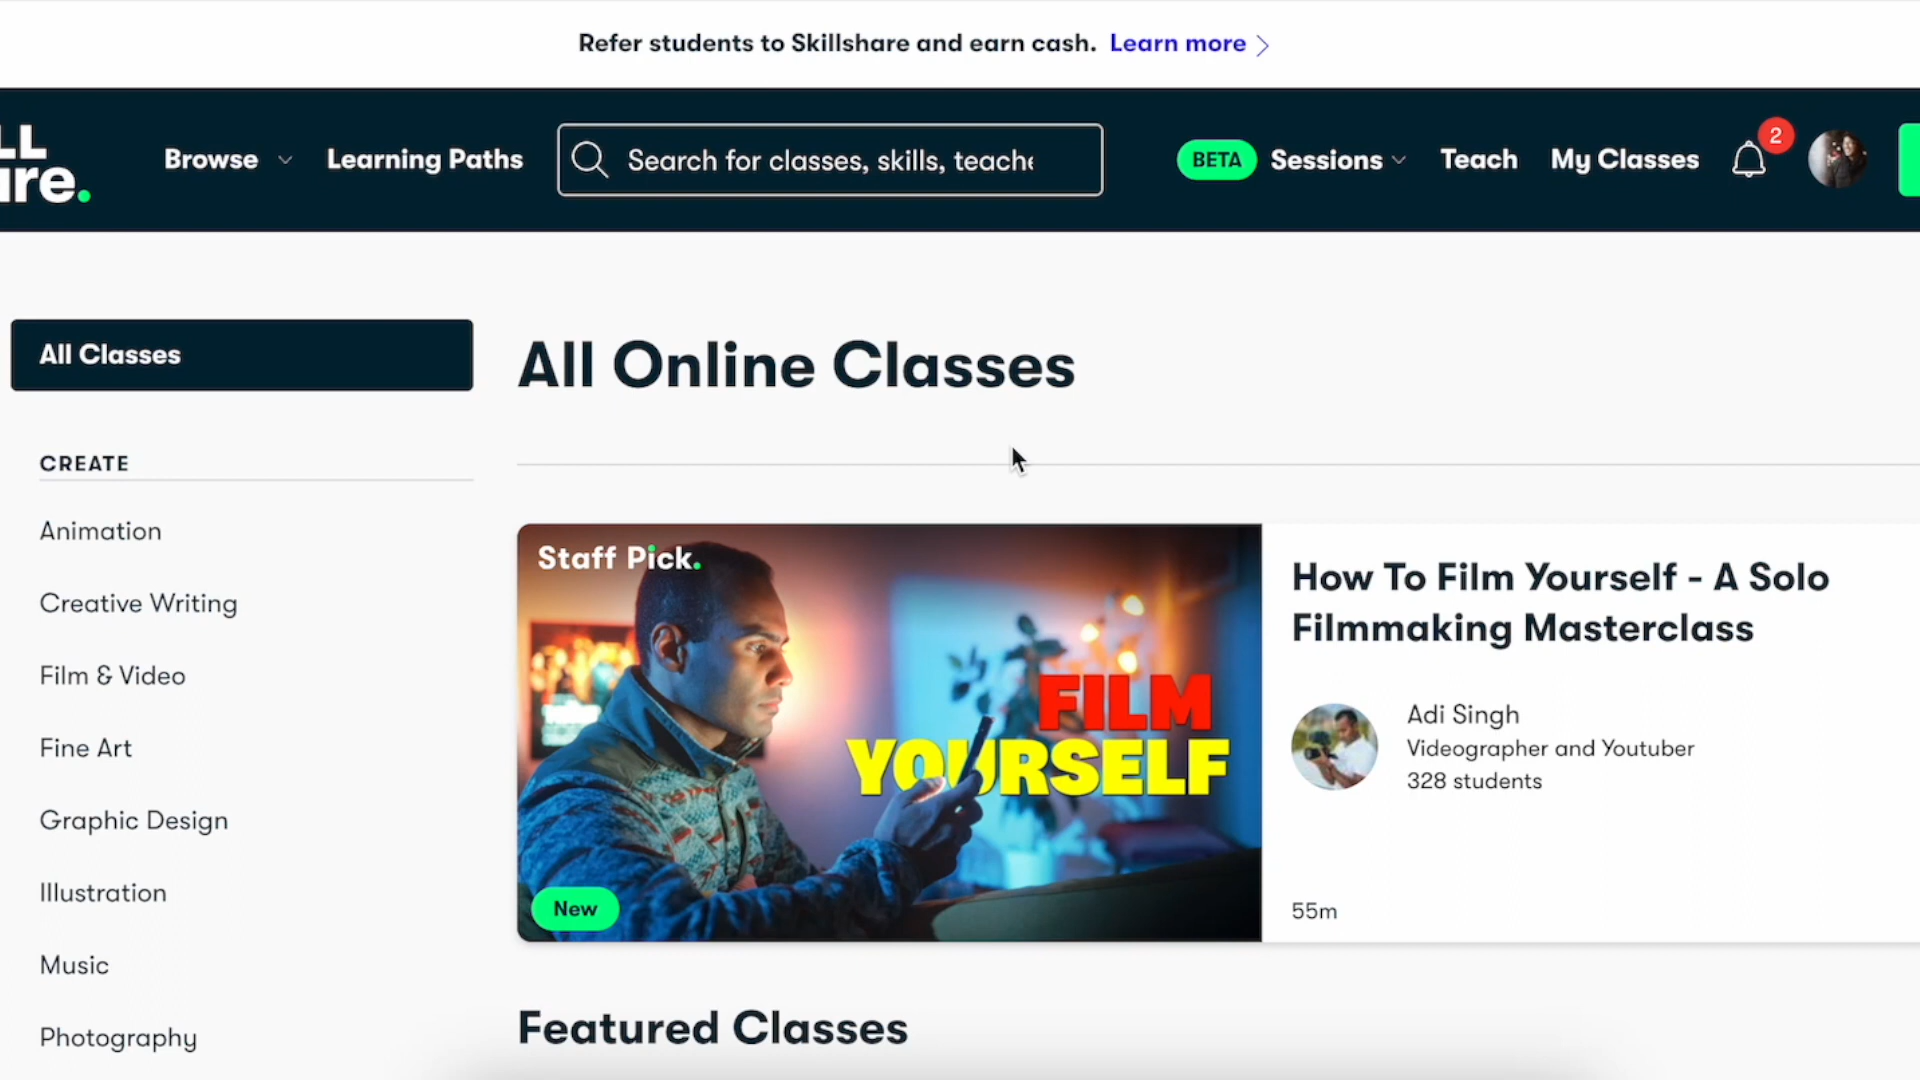 Refer students to Skillshare and earn cash. Learn more
LL
are.
Browse
Learning Paths
Search for classes, skills, teache
BETA
Sessions
Teach
My Classes
2
All Classes
CREATE
Animation
Creative Writing
Film & Video
Fine Art
Graphic Design
Illustration
Music
Photography
All Online Classes
Staff Pick.
FILM
YOURSELF
New
How To Film Yourself - A Solo
Filmmaking Masterclass
Adi Singh
Videographer and Youtuber
328 students
55m
Featured Classes